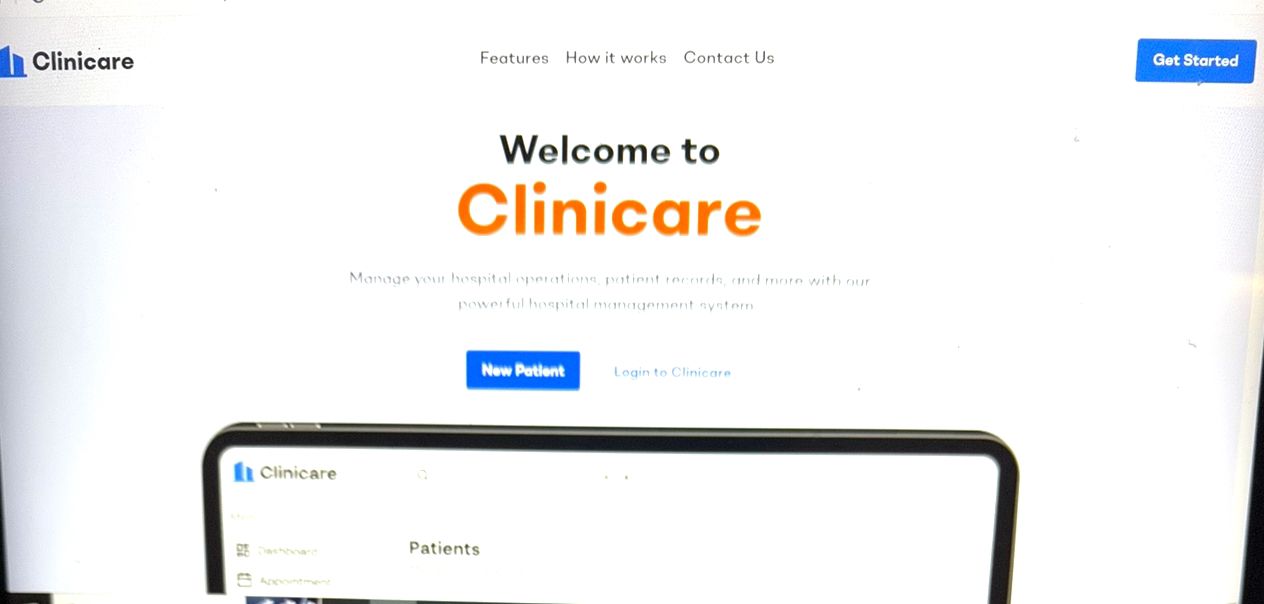 Clinicare
Features How it works Contact Us
Get Started
Welcome to
Clinicare
Manage your hospital operations, patient records, and more with our
powerful hospital management system
New Patient Login to Clinicare
Clinicare
Dashboard
Patients
Appointment